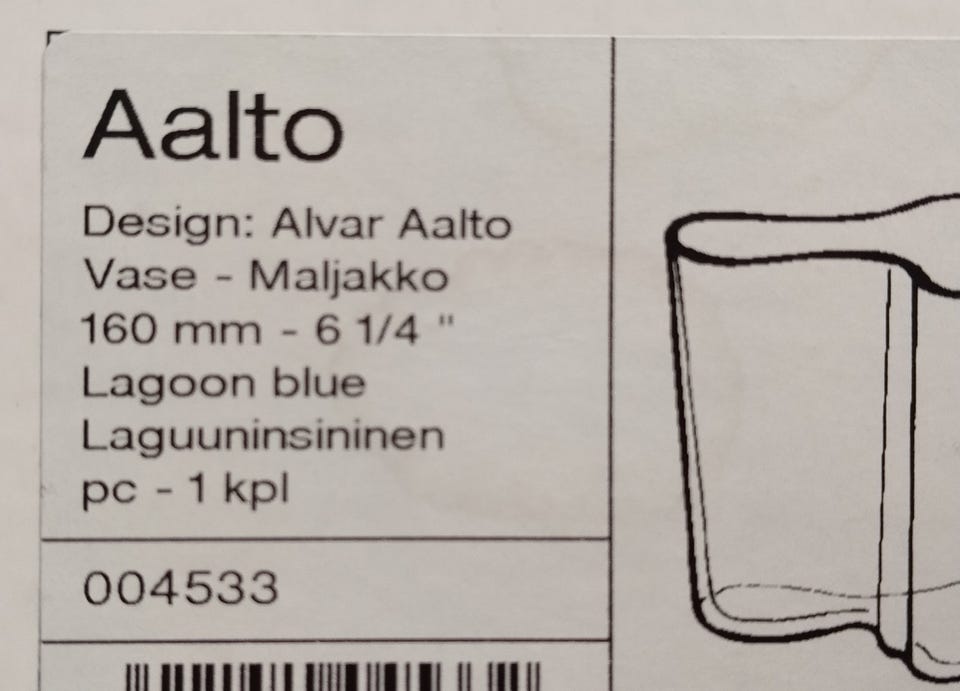 Aalto
Design: Alvar Aalto
Vase - Maljakko
160 mm - 6 1/4 "
Lagoon blue
Laguuninsininen
pc - 1 kpl
004533